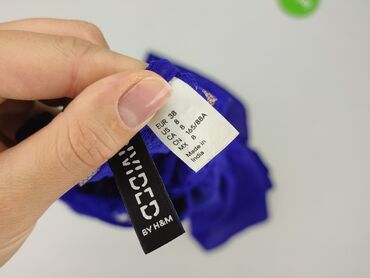 EUR 38
US 8
CA 8
CN 165/88A
MX 8
Made in
India
BY H&M